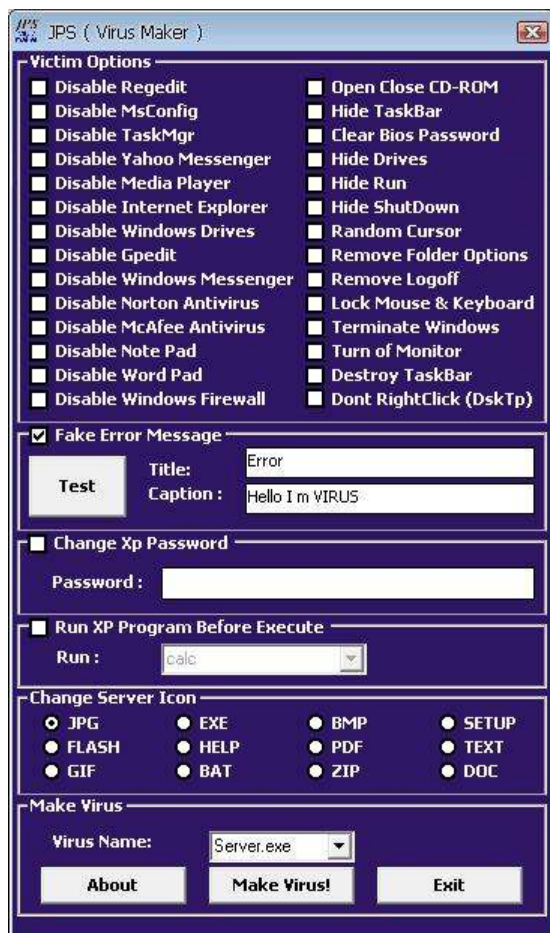 JPS ( Virus Maker )
Victim Options
Disable Regedit
Disable MsConfig
Disable TaskMgr
Disable Yahoo Messenger
Disable Media Player
Disable Internet Explorer
Disable Windows Drives
Disable Gpedit
Disable Windows Messenger
Disable Norton Antivirus
Disable McAfee Antivirus
Disable Note Pad
Disable Word Pad
Disable Windows Firewall
Open Close CD-ROM
Hide TaskBar
Clear Bios Password
Hide Drives
Hide Run
Hide ShutDown
Random Cursor
Remove Folder Options
Remove Logoff
Lock Mouse & Keyboard
Terminate Windows
Turn of Monitor
Destroy TaskBar
Dont RightClick (DskTp)
Fake Error Message
Test
Title: Error
Caption : Hello I m VIRUS
Change Xp Password
Password :
Run XP Program Before Execute
Run : calc
Change Server Icon
JPG EXE BMP SETUP
FLASH HELP PDF TEXT
GIF BAT ZIP DOC
Make Virus
Virus Name: Server.exe
About Make Virus! Exit